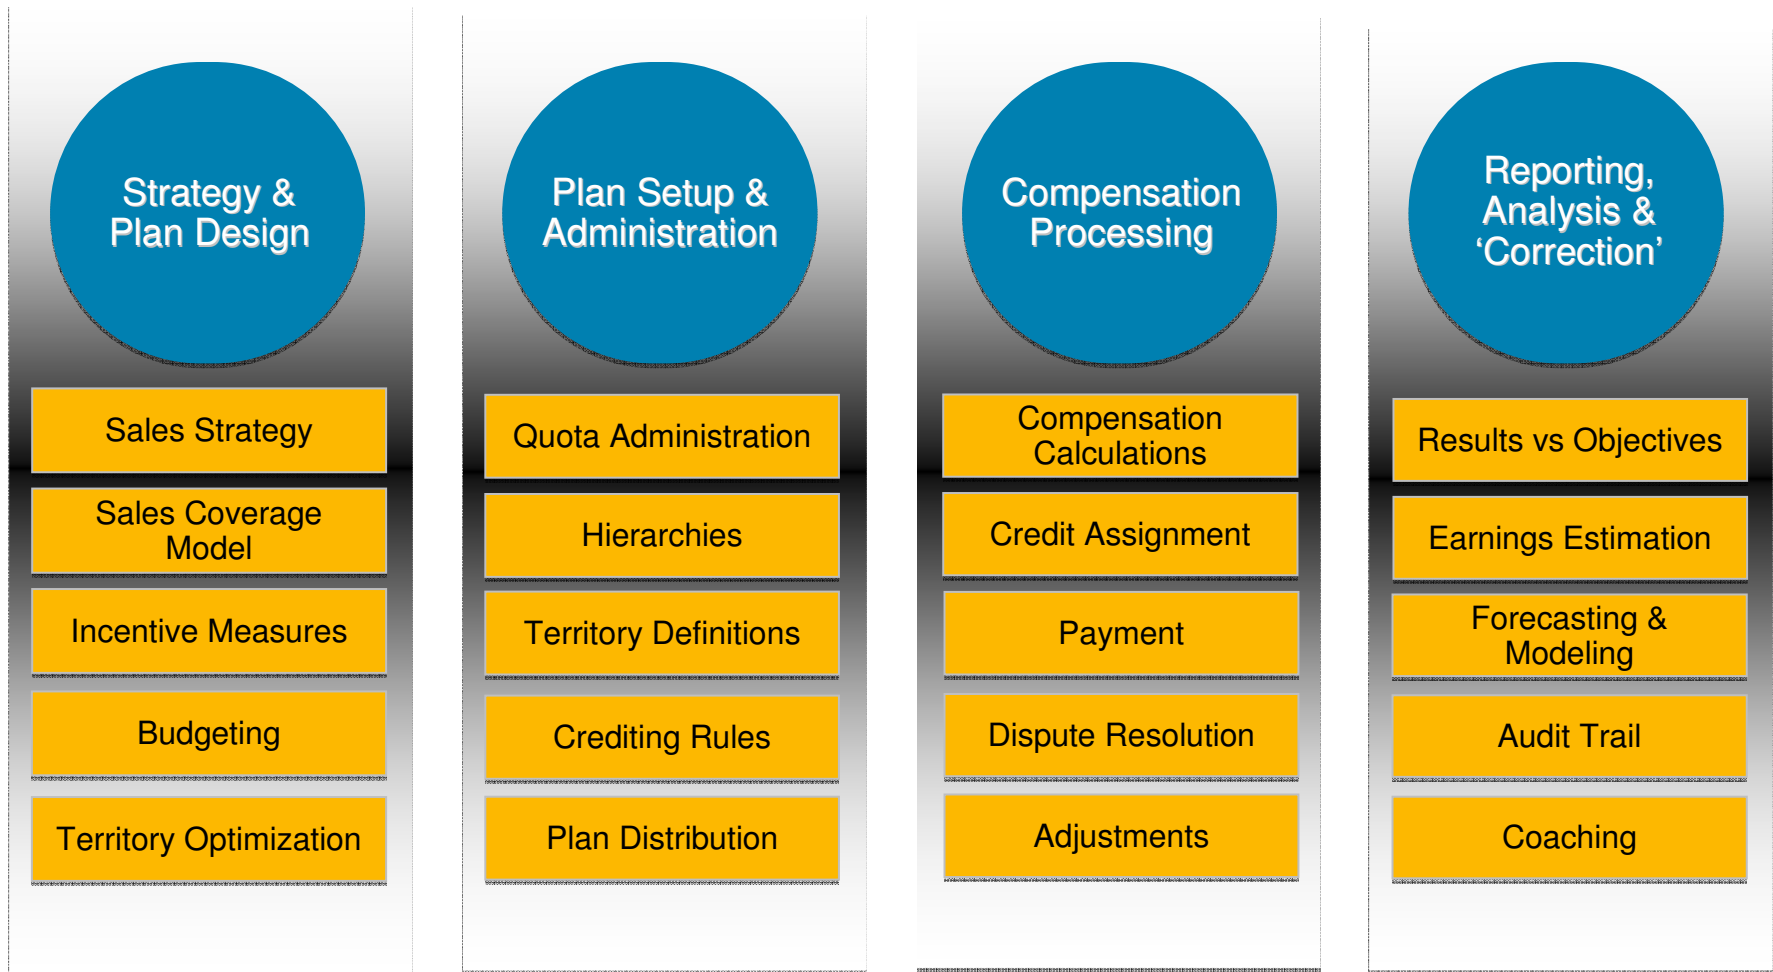 Strategy &
Plan Design
Sales Strategy
Sales Coverage
Model
Incentive Measures
Budgeting
Territory Optimization
Plan Setup &
Administration
Quota Administration
Hierarchies
Territory Definitions
Crediting Rules
Plan Distribution
Compensation
Processing
Compensation
Calculations
Credit Assignment
Payment
Dispute Resolution
Adjustments
Reporting,
Analysis &
‘Correction’
Results vs Objectives
Earnings Estimation
Forecasting &
Modeling
Audit Trail
Coaching